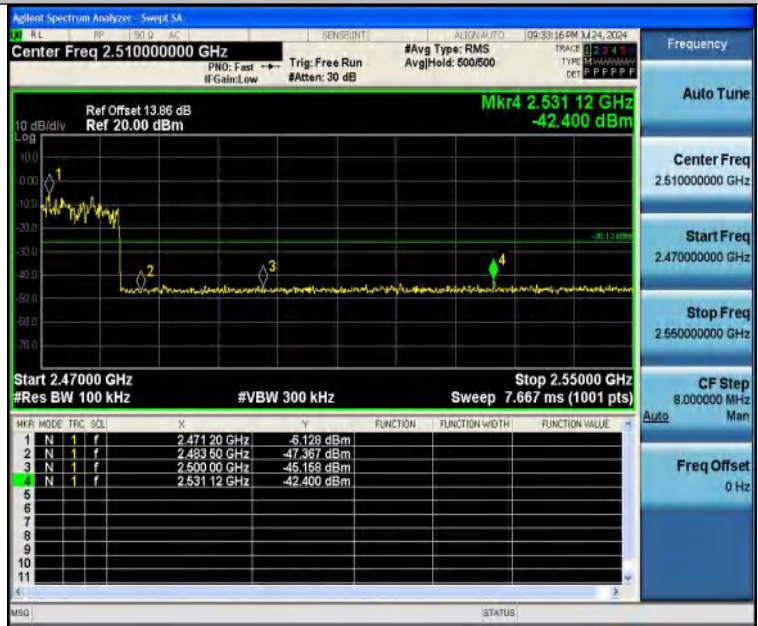 Agilent Spectrum Analyzer - Swept SA
RL RF 50 Ω AC SENSE:INT ALIGN AUTO 09:33:16 PM Jul 24, 2024
Center Freq 2.510000000 GHz #Avg Type: RMS TRACE 1 2 3 4 5 6
PNO: Fast Trig: Free Run Avg|Hold: 500/500 TYPE M
IFGain:Low #Atten: 30 dB DET P P P P P P
Frequency
Auto Tune
Center Freq
2.510000000 GHz
Start Freq
2.470000000 GHz
Stop Freq
2.550000000 GHz
CF Step
8.000000 MHz
Auto Man
Freq Offset
0 Hz
Mkr4 2.531 12 GHz
-42.400 dBm
Ref Offset 13.86 dB
10 dB/div Ref 20.00 dBm
Log
10.0
0.00
-10.0
-20.0
-30.0
-40.0
-50.0
-60.0
-70.0
1
2
3
4
-26.13 dBm
Start 2.47000 GHz Stop 2.55000 GHz
#Res BW 100 kHz #VBW 300 kHz Sweep 7.667 ms (1001 pts)
MKR MODE TRC SCL X Y FUNCTION FUNCTION WIDTH FUNCTION VALUE
1 N 1 f 2.471 20 GHz -6.128 dBm
2 N 1 f 2.483 50 GHz -47.367 dBm
3 N 1 f 2.500 00 GHz -45.158 dBm
4 N 1 f 2.531 12 GHz -42.400 dBm
5
6
7
8
9
10
11
MSG STATUS